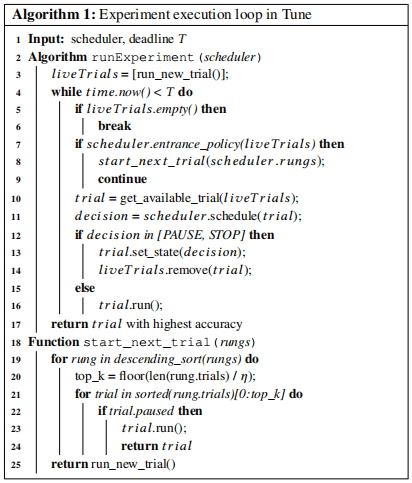 Algorithm 1: Experiment execution loop in Tune
1 Input: scheduler, deadline T
2 Algorithm runExperiment (scheduler)
3 liveTrials = [run_new_trial()];
4 while time.now() < T do
5 if liveTrials.empty() then
6 break
7 if scheduler.entrance_policy(liveTrials) then
8 start_next_trial(scheduler.rungs);
9 continue
10 trial = get_available_trial(liveTrials);
11 decision = scheduler.schedule(trial);
12 if decision in [PAUSE, STOP] then
13 trial.set_state(decision);
14 liveTrials.remove(trial);
15 else
16 trial.run();
17 return trial with highest accuracy
18 Function start_next_trial (rungs)
19 for rung in descending_sort(rungs) do
20 top_k = floor(len(rung.trials) / η);
21 for trial in sorted(rung.trials)[0:top_k] do
22 if trial.paused then
23 trial.run();
24 return trial
25 return run_new_trial()